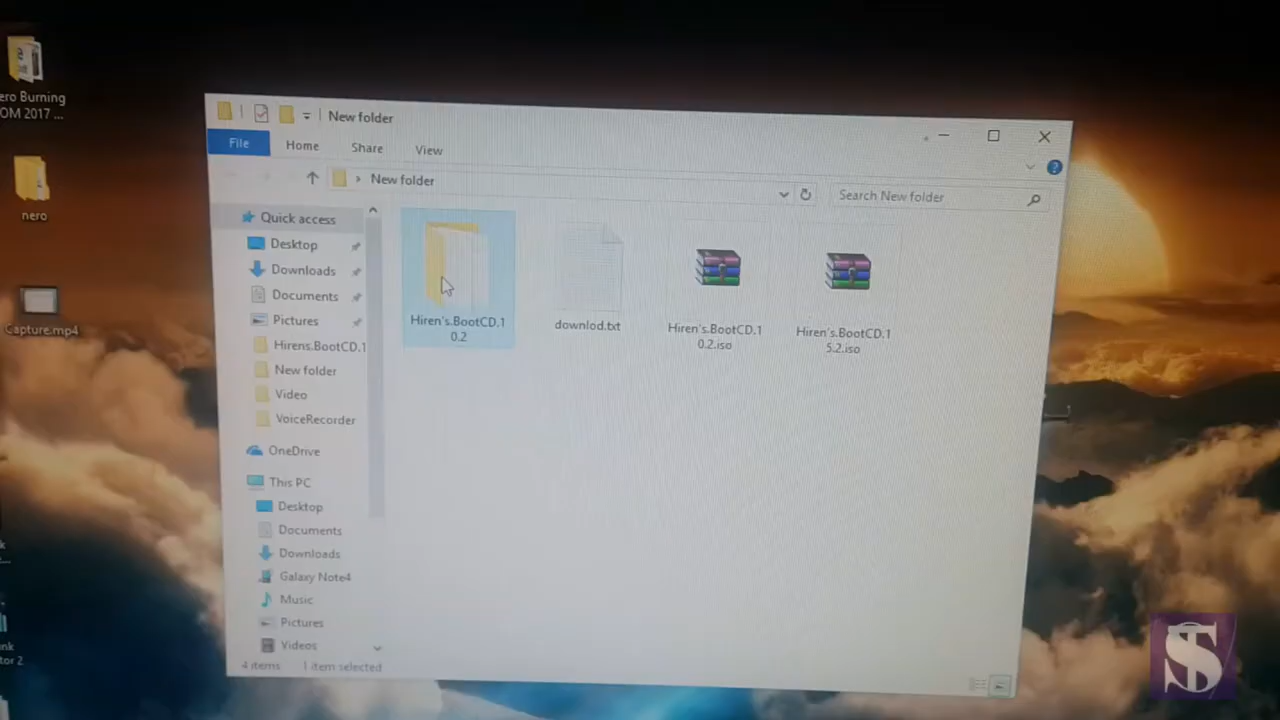 ero Burning
OM 2017 ...
nero
Capture.mp4
New folder
File
Home
Share
View
New folder
Search New folder
Quick access
Desktop
Downloads
Documents
Pictures
Hirens.BootCD.1
New folder
Video
VoiceRecorder
OneDrive
This PC
Desktop
Documents
Downloads
Galaxy Note4
Music
Pictures
Videos
Hiren's.BootCD.1
0.2
downlod.txt
Hiren's.BootCD.1
0.2.iso
Hiren's.BootCD.1
5.2.iso
4 items
1 item selected
tor 2